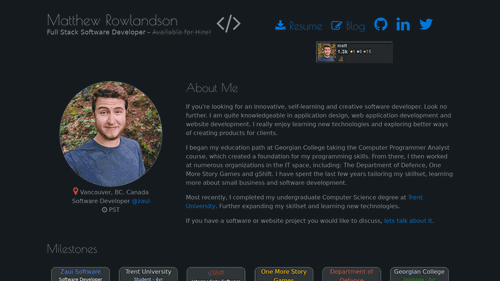 Matthew Rowlandson
Full Stack Software Developer - Available for Hire!
</>
Resume Blog
matt
1.3k
About Me
If you're looking for an innovative, self-learning and creative software developer. Look no
further. I am quite knowledgeable in application design, web application development and
website development. I really enjoy learning new technologies and exploring better ways
of creating products for clients.
I began my education path at Georgian College taking the Computer Programmer Analyst
course, which created a foundation for my programming skills. From there, I then worked
at numerous organizations in the IT space, including: The Department of Defence, One
More Story Games and gShift. I have spent the last few years tailoring my skillset, learning
more about small business and software development.
Most recently, I completed my undergraduate Computer Science degree at Trent
University. Further expanding my skillset and learning new technologies.
If you have a software or website project you would like to discuss, lets talk about it.
Vancouver, BC, Canada
Software Developer @zaui
PST
Milestones
Zaui Software
Software Developer
Trent University
Student - 4yr
gShift
One More Story
Games
Department of
Defence
Georgian College